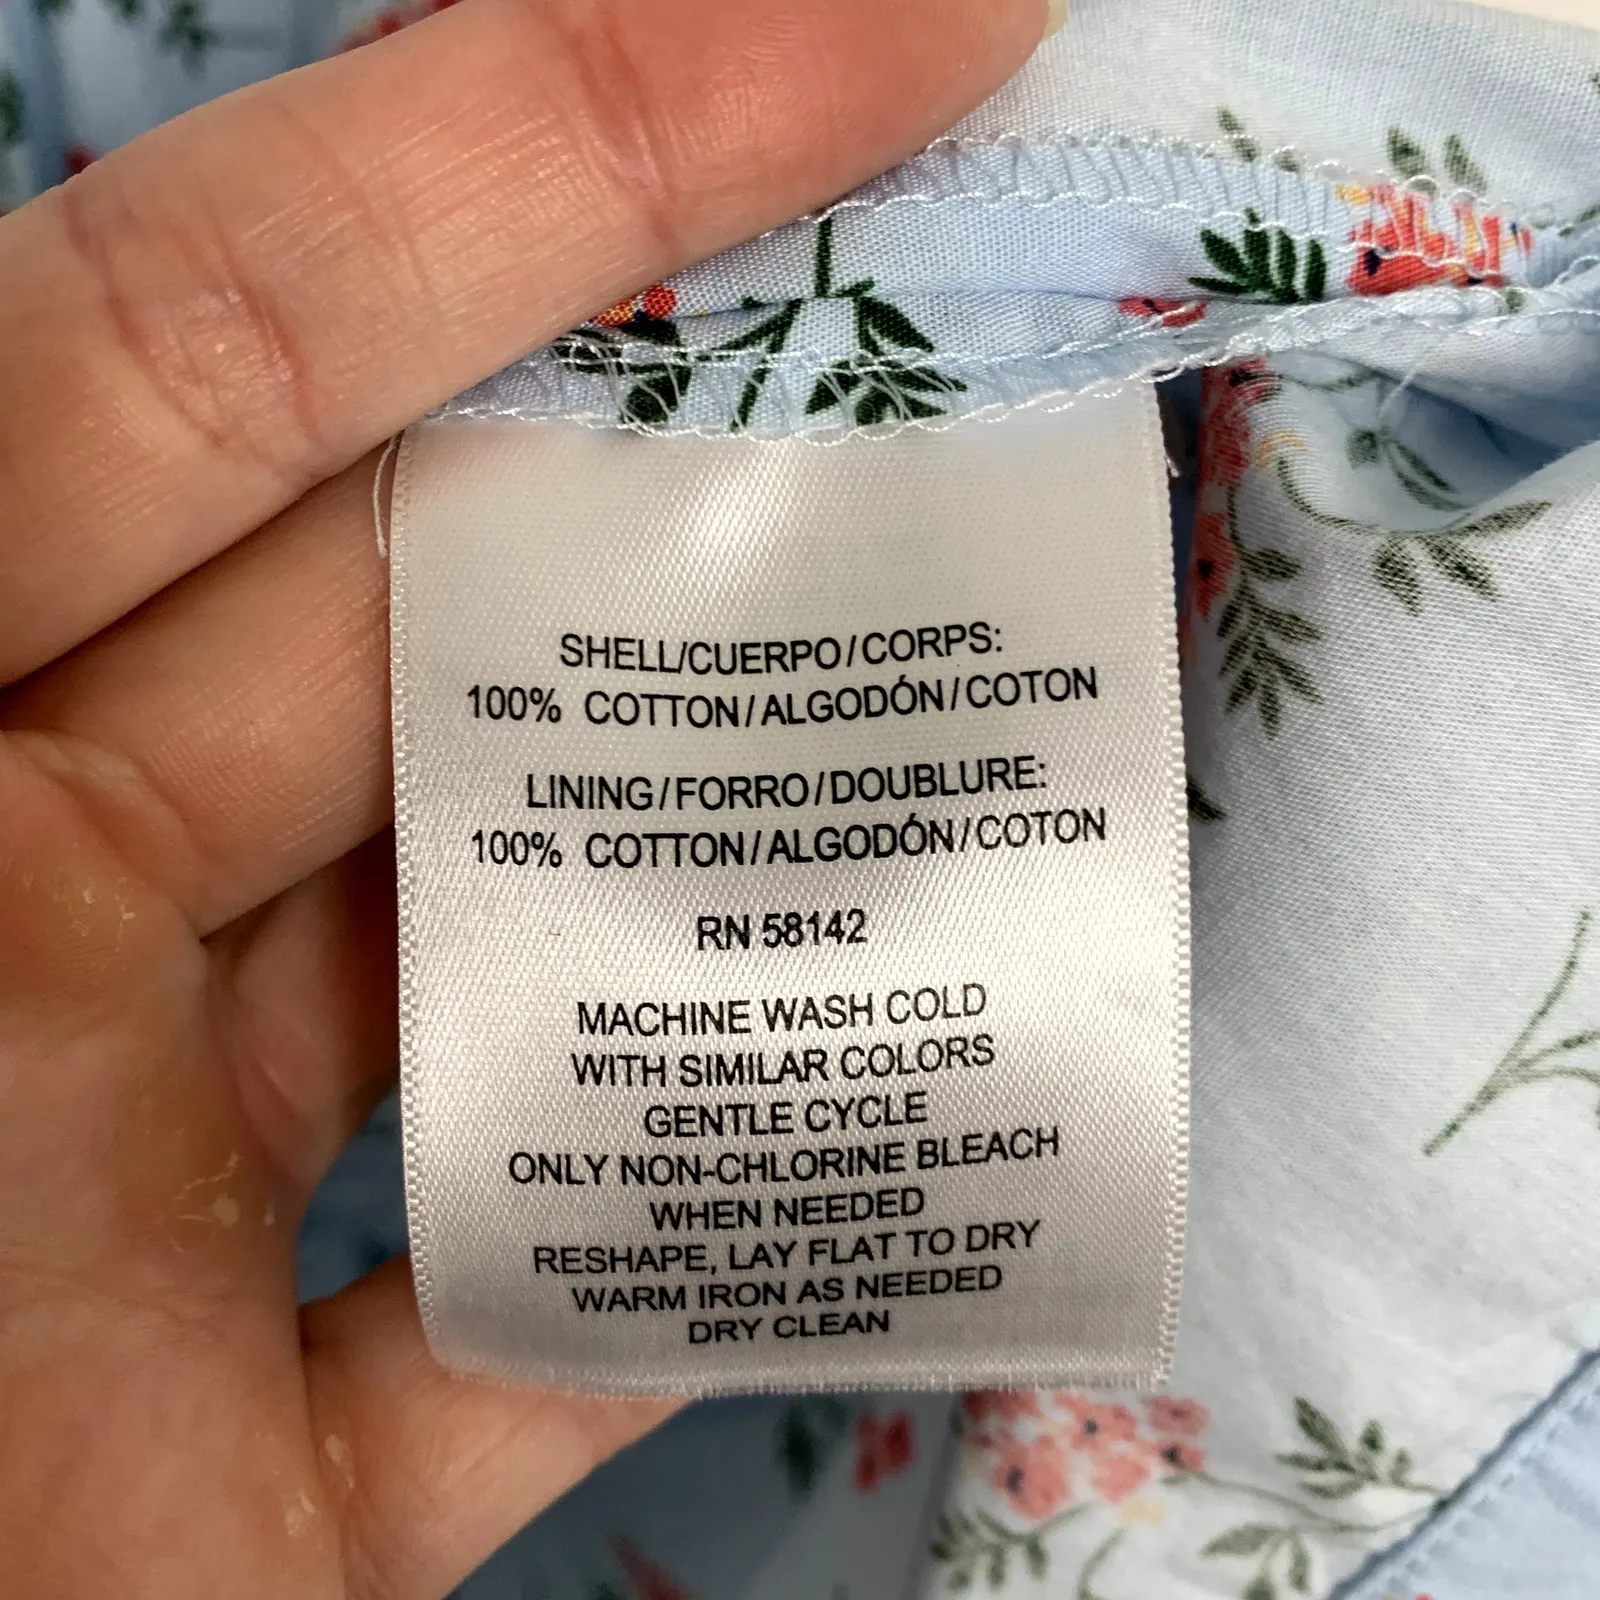 SHELL/CUERPO/CORPS:
100% COTTON/ALGODÓN/COTON
LINING/FORRO/DOUBLURE:
100% COTTON/ALGODÓN/COTON
RN 58142
MACHINE WASH COLD
WITH SIMILAR COLORS
GENTLE CYCLE
ONLY NON-CHLORINE BLEACH
WHEN NEEDED
RESHAPE, LAY FLAT TO DRY
WARM IRON AS NEEDED
DRY CLEAN